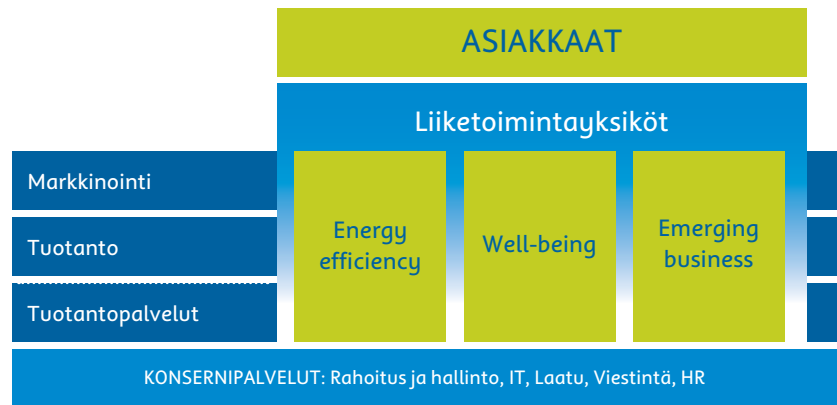 ASIAKKAAT
Liiketoimintayksiköt
Markkinointi
Tuotanto
Tuotantopalvelut
Energy
efficiency
Well-being
Emerging
business
KONSERNIPALVELUT: Rahoitus ja hallinto, IT, Laatu, Viestintä, HR